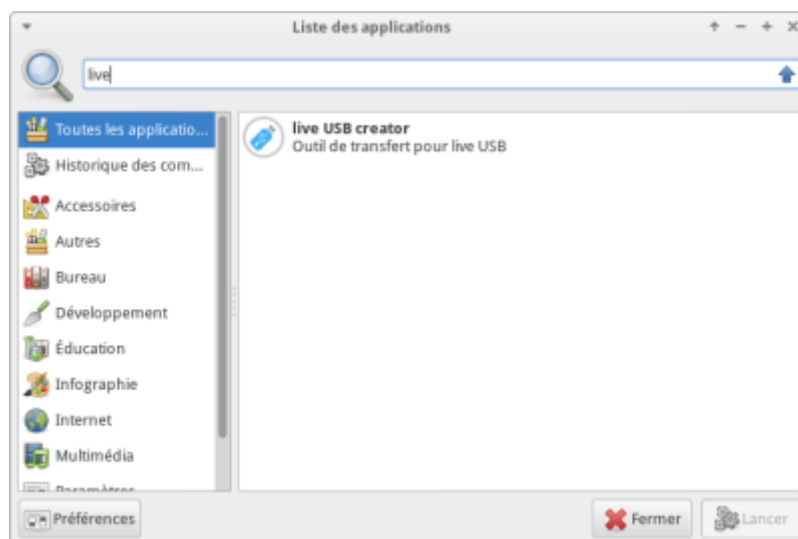 Liste des applications
live
Toutes les applicatio...
Historique des com...
Accessoires
Autres
Bureau
Développement
Éducation
Infographie
Internet
Multimédia
Paramètres
live USB creator
Outil de transfert pour live USB
Préférences
Fermer
Lancer